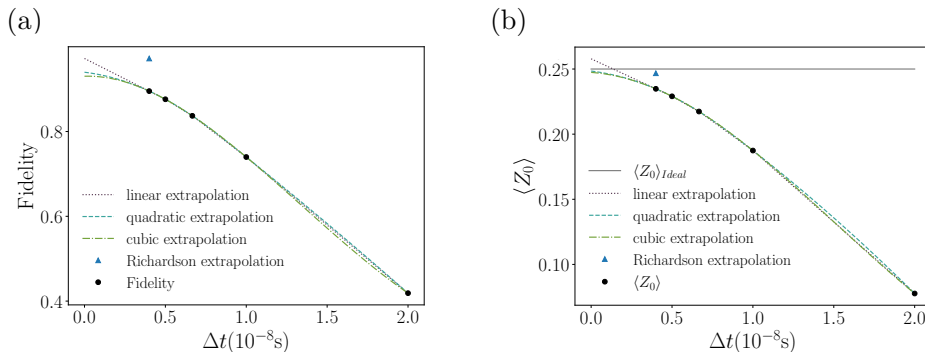 (a)
Fidelity
0.8
0.6
0.4
linear extrapolation
quadratic extrapolation
cubic extrapolation
Richardson extrapolation
Fidelity
0.0 0.5 1.0 1.5 2.0
Δt(10⁻⁸s)
(b)
⟨Z₀⟩
0.25
0.20
0.15
0.10
⟨Z₀⟩Ideal
linear extrapolation
quadratic extrapolation
cubic extrapolation
Richardson extrapolation
⟨Z₀⟩
0.0 0.5 1.0 1.5 2.0
Δt(10⁻⁸s)